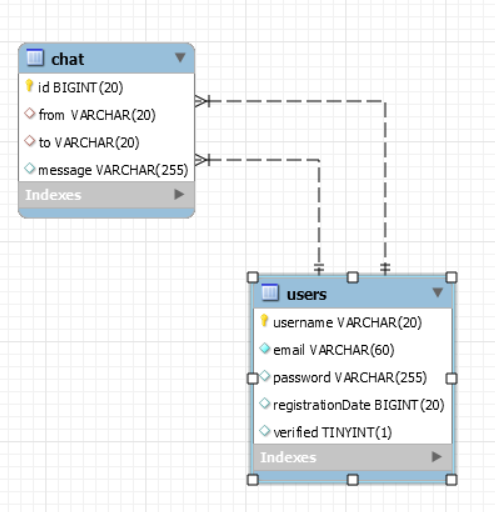 chat
id BIGINT(20)
from VARCHAR(20)
to VARCHAR(20)
message VARCHAR(255)
Indexes
users
username VARCHAR(20)
email VARCHAR(60)
password VARCHAR(255)
registrationDate BIGINT(20)
verified TINYINT(1)
Indexes